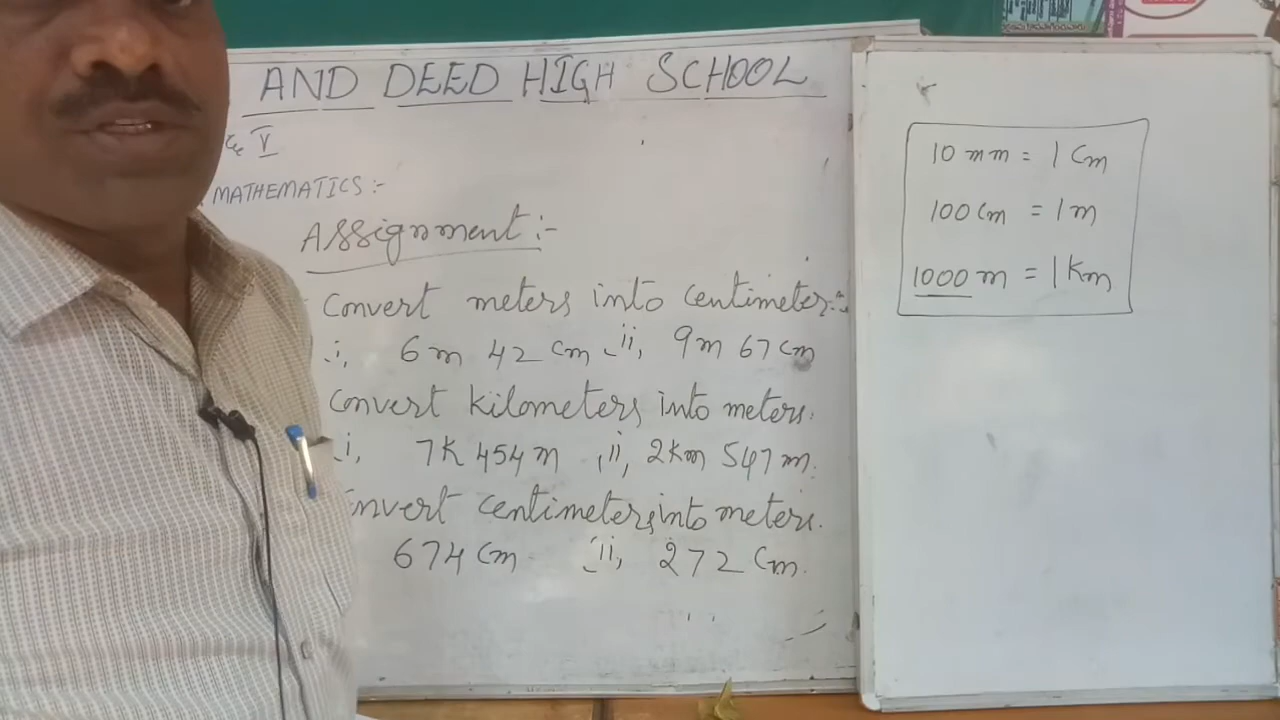 AND DEED HIGH SCHOOL
V
MATHEMATICS:-
Assignment:-
Convert meters into centimeters:
i, 6m 42 cm ii, 9m 67 cm
Convert kilometers into meters.
i, 7K 454 m ii, 2km 547 m.
centimeters into meters.
674 cm ii, 272 cm.
10 mm = 1 cm
100 cm = 1 m
1000 m = 1 km